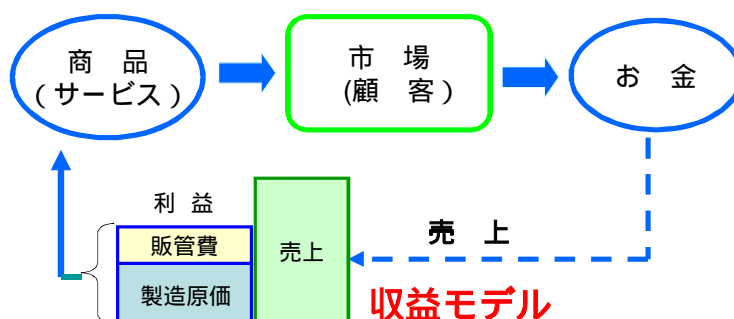 商 品
（サービス）
市 場
(顧 客）
お 金
利 益
販管費
製造原価
売上
売 上
収益モデル